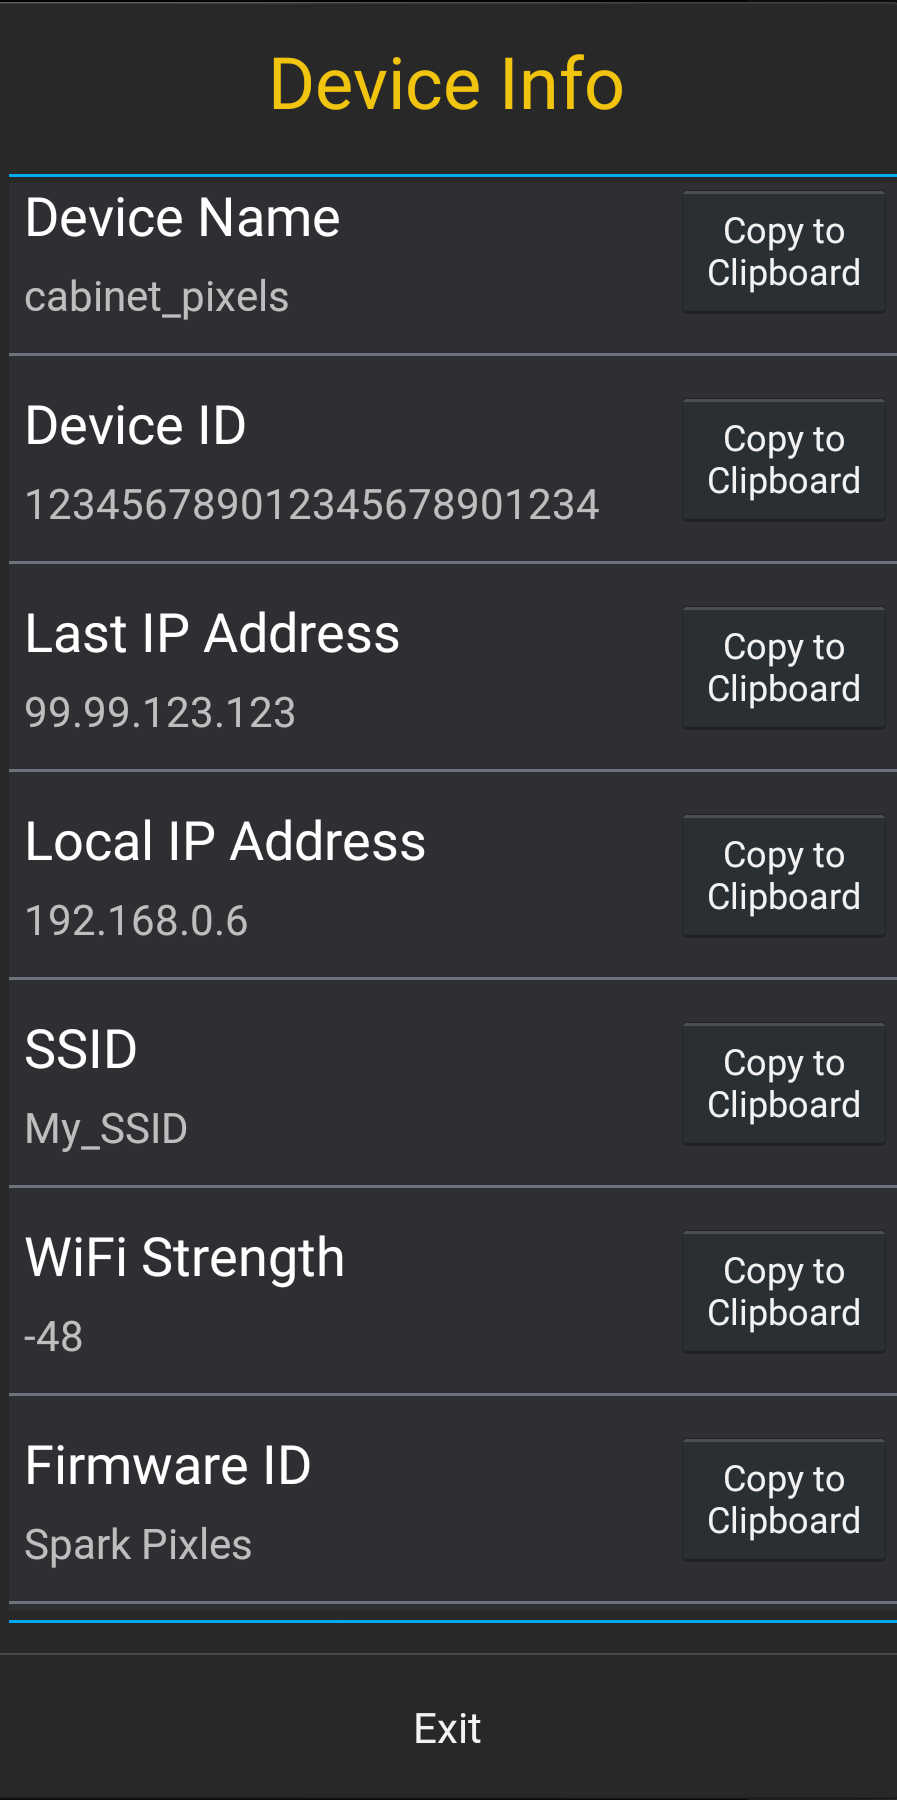 Device Info
Device Name
cabinet_pixels
Copy to
Clipboard
Device ID
123456789012345678901234
Copy to
Clipboard
Last IP Address
99.99.123.123
Copy to
Clipboard
Local IP Address
192.168.0.6
Copy to
Clipboard
SSID
My_SSID
Copy to
Clipboard
WiFi Strength
-48
Copy to
Clipboard
Firmware ID
Spark Pixles
Copy to
Clipboard
Exit